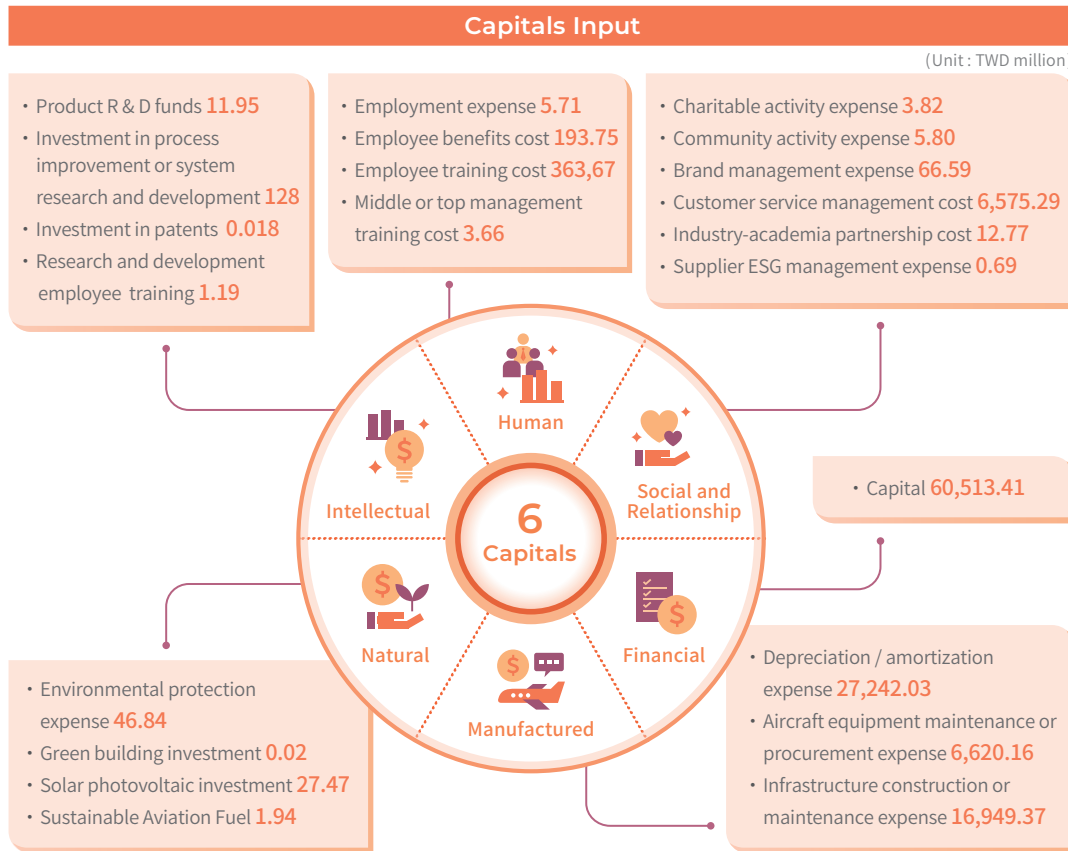 Capitals Input
(Unit : TWD million)
• Product R & D funds 11.95
• Investment in process
improvement or system
research and development 128
• Investment in patents 0.018
• Research and development
employee training 1.19
• Employment expense 5.71
• Employee benefits cost 193.75
• Employee training cost 363,67
• Middle or top management
training cost 3.66
• Charitable activity expense 3.82
• Community activity expense 5.80
• Brand management expense 66.59
• Customer service management cost 6,575.29
• Industry-academia partnership cost 12.77
• Supplier ESG management expense 0.69
Human
Intellectual
Social and
Relationship
6
Capitals
• Capital 60,513.41
Natural
Financial
Manufactured
• Environmental protection
expense 46.84
• Green building investment 0.02
• Solar photovoltaic investment 27.47
• Sustainable Aviation Fuel 1.94
• Depreciation / amortization
expense 27,242.03
• Aircraft equipment maintenance or
procurement expense 6,620.16
• Infrastructure construction or
maintenance expense 16,949.37